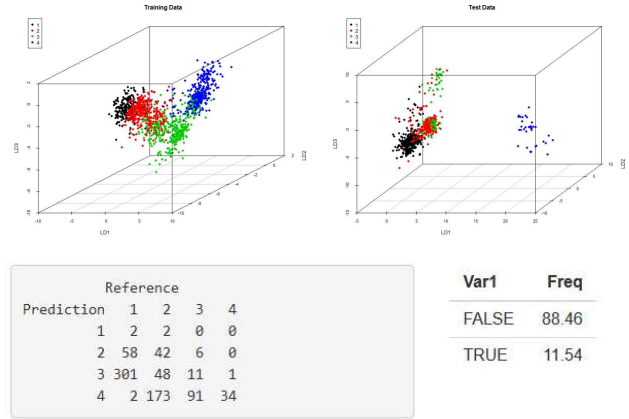 Training Data
Test Data
1
2
3
4
1
2
3
4
LD3
LD2
LD1
LD3
LD2
LD1
Reference
Prediction 1 2 3 4
1 2 2 0 0
2 58 42 6 0
3 301 48 11 1
4 2 173 91 34
Var1 Freq
FALSE 88.46
TRUE 11.54